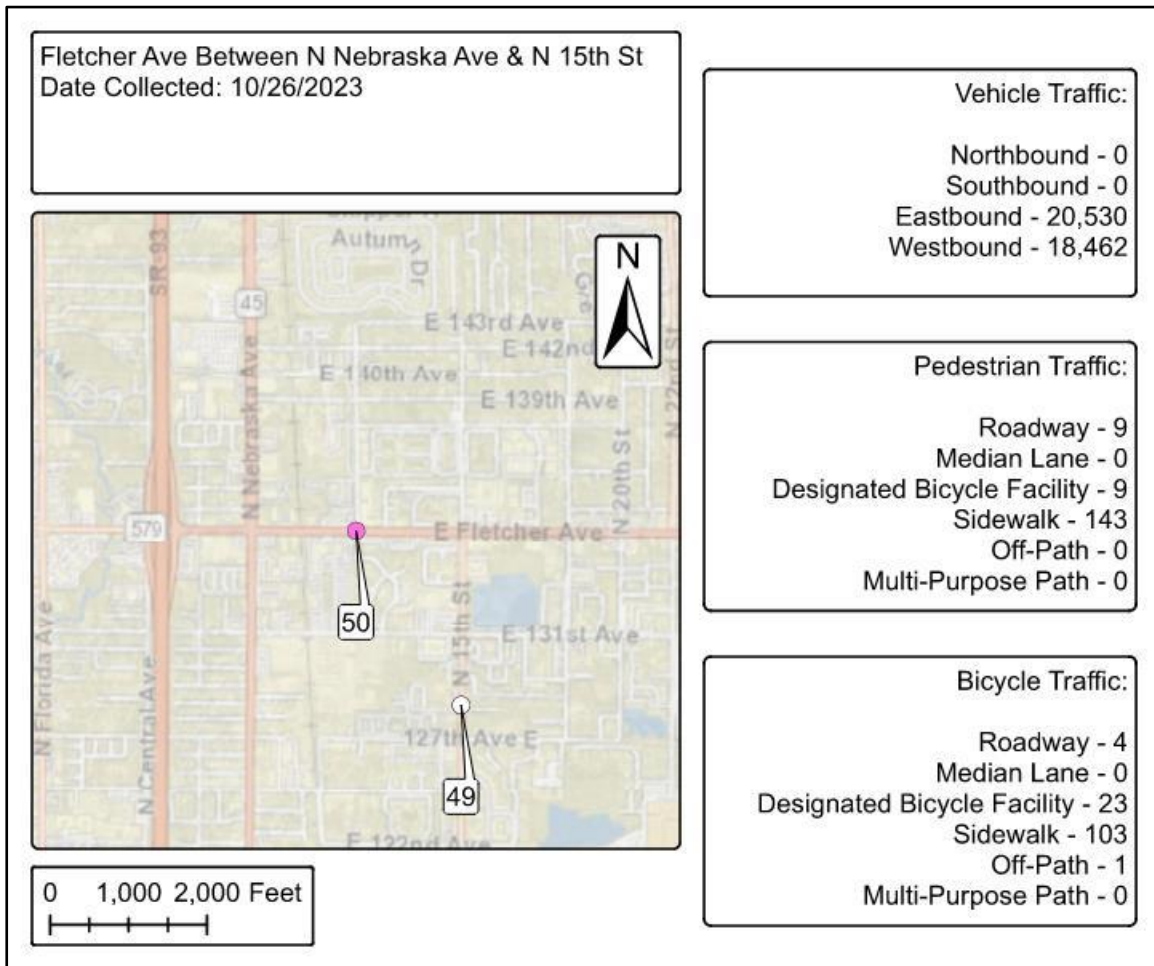 Fletcher Ave Between N Nebraska Ave & N 15th St
Date Collected: 10/26/2023
Vehicle Traffic:
Northbound - 0
Southbound - 0
Eastbound - 20,530
Westbound - 18,462
Pedestrian Traffic:
Roadway - 9
Median Lane - 0
Designated Bicycle Facility - 9
Sidewalk - 143
Off-Path - 0
Multi-Purpose Path - 0
Bicycle Traffic:
Roadway - 4
Median Lane - 0
Designated Bicycle Facility - 23
Sidewalk - 103
Off-Path - 1
Multi-Purpose Path - 0
N
SR-93
Dr
45
E 143rd Ave
E 142nd
E 140th Ave
E 139th Ave
N 22nd St
N Nebraska Ave
N 20th St
579
E Fletcher Ave
50
N 15th St
E 131st Ave
N Florida Ave
N Central Ave
127th Ave E
49
E 122nd Ave
0 1,000 2,000 Feet